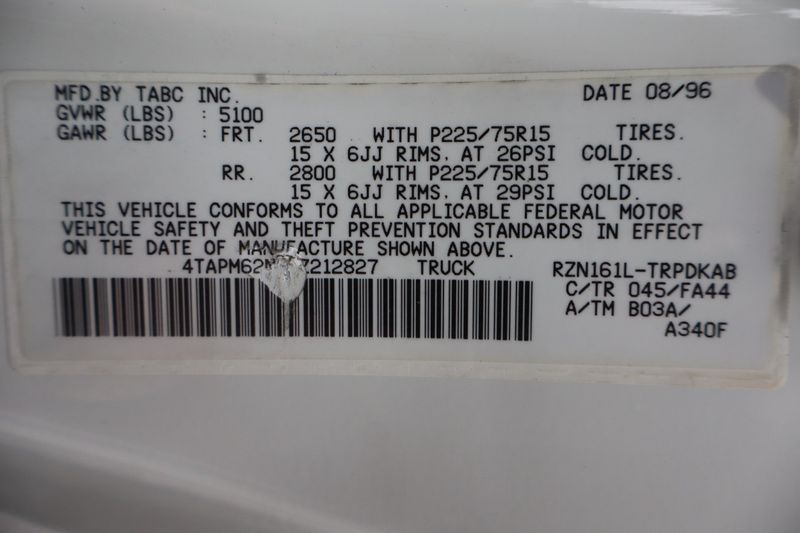 MFD.BY TABC INC. DATE 08/96
GVWR (LBS) : 5100
GAWR (LBS) : FRT. 2650 WITH P225/75R15 TIRES.
15 X 6JJ RIMS, AT 26PSI COLD.
RR. 2800 WITH P225/75R15 TIRES.
15 X 6JJ RIMS, AT 29PSI COLD.
THIS VEHICLE CONFORMS TO ALL APPLICABLE FEDERAL MOTOR
VEHICLE SAFETY AND THEFT PREVENTION STANDARDS IN EFFECT
ON THE DATE OF MANUFACTURE SHOWN ABOVE.
TRUCK RZN161L-TRPDKAB
C/TR 045/FA44
A/TM B03A/
A340F